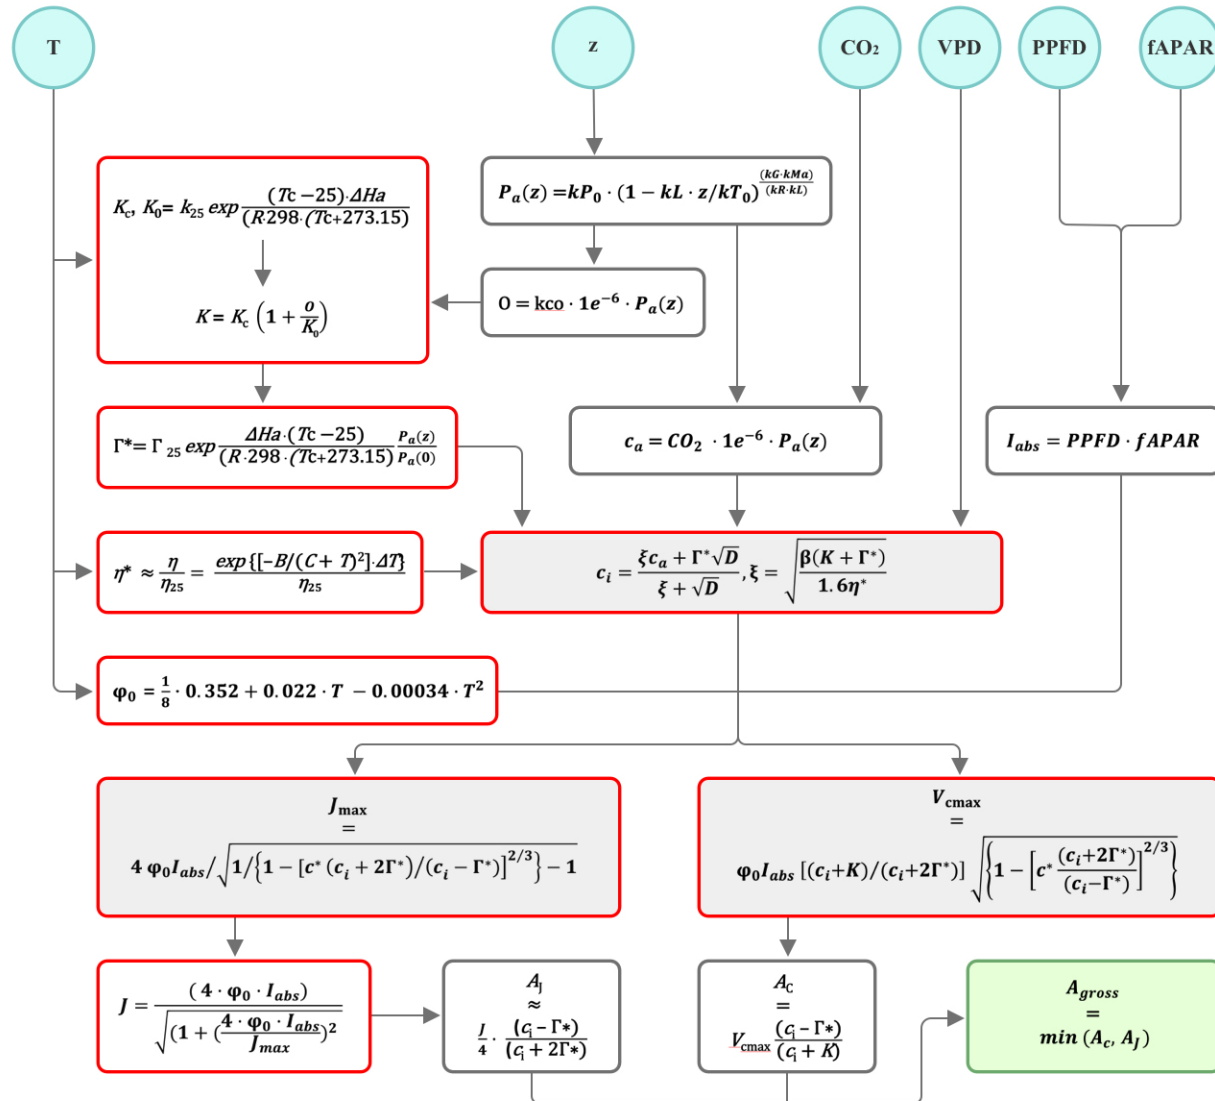 T
z
CO₂
VPD
PPFD
fAPAR
K_c, K_0= k_25 exp (Tc −25)·ΔHa/(R·298·(Tc+273.15)
K = K_c (1 + o/K_0)
P_a(z) =kP_0 · (1 − kL · z/kT_0)^((kG·kMa)/(kR·kL))
O = kco · 1e^−6 · P_a(z)
Γ*= Γ_25 exp ΔHa·(Tc −25)/(R·298·(Tc+273.15) P_a(z)/P_a(0)
c_a = CO_2 · 1e^−6 · P_a(z)
I_abs = PPFD · fAPAR
η* ≈ η/η_25 = exp{[−B/(C+ T)^2]·ΔT}/η_25
c_i = (ξc_a + Γ*√D)/(ξ + √D), ξ = √(β(K + Γ*)/1.6η*)
φ_0 = 1/8 · 0.352 + 0.022 · T − 0.00034 · T^2
J_max
=
4 φ_0I_abs/√(1/{1 − [c* (c_i + 2Γ*)/(c_i − Γ*)]^2/3} − 1)
V_cmax
=
φ_0I_abs [(c_i+K)/(c_i+2Γ*)] √({1 − [c* (c_i+2Γ*)/(c_i−Γ*)]^2/3})
J = (4 · φ_0 · I_abs)/√((1 + (4 · φ_0 · I_abs/J_max)^2)
A_J
≈
J/4 · (c_i − Γ*)/(c_i + 2Γ*)
A_C
=
V_cmax (c_i − Γ*)/(c_i + K)
A_gross
=
min (A_c, A_J)